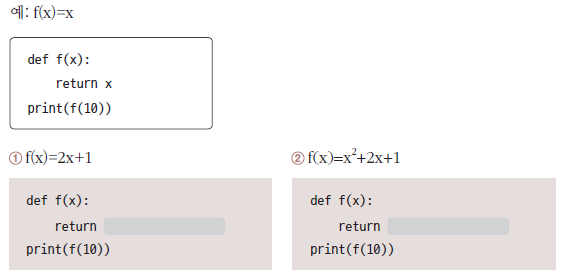 예: f(x)=x
def f(x):
    return x
print(f(10))
① f(x)=2x+1
def f(x):
    return
print(f(10))
② f(x)=x²+2x+1
def f(x):
    return
print(f(10))